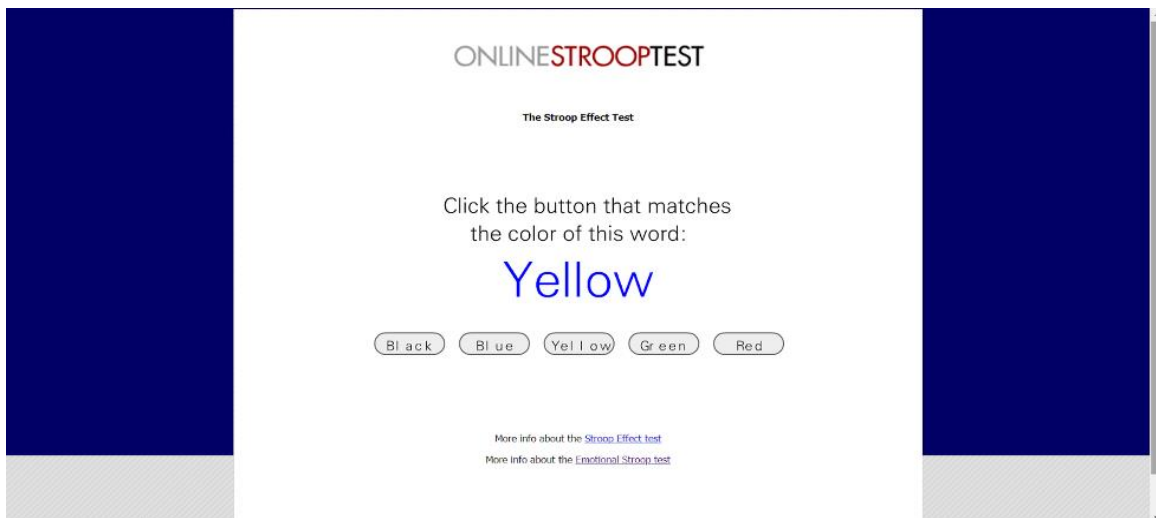 ONLINESTROOPTEST
The Stroop Effect Test
Click the button that matches
the color of this word:
Yellow
Black Blue Yellow Green Red
More info about the Stroop Effect test
More info about the Emotional Stroop test